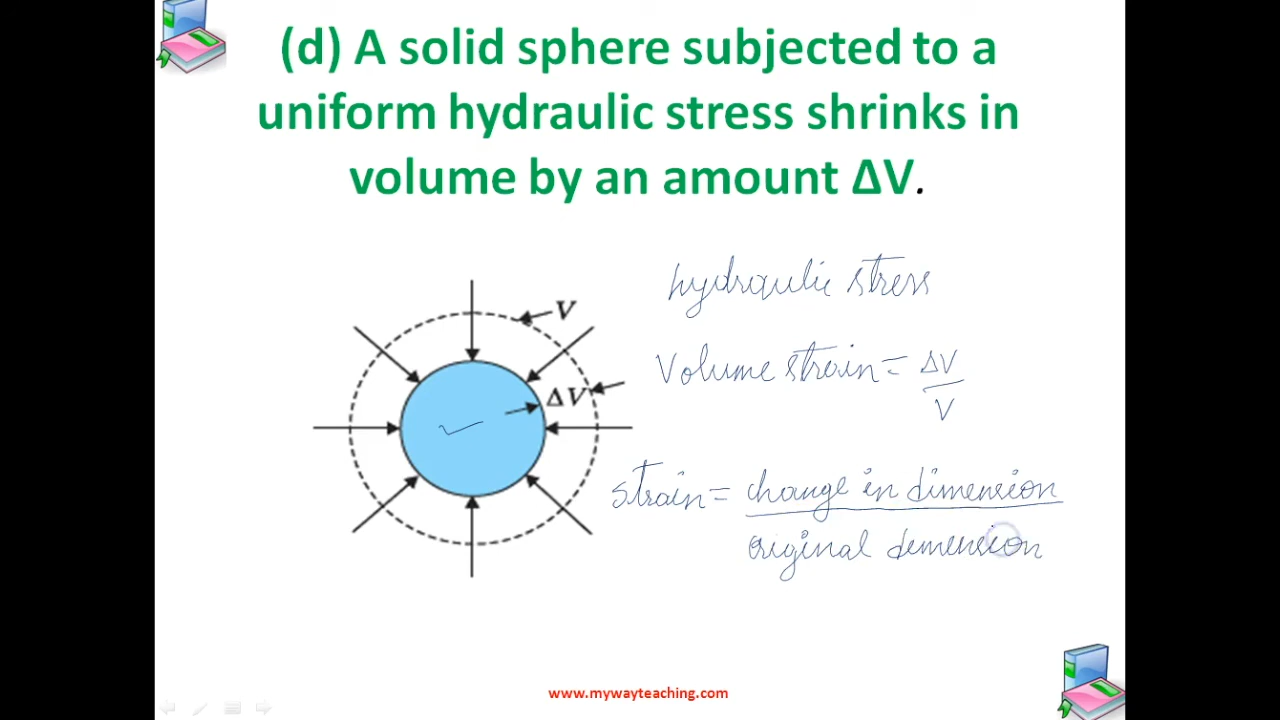 (d) A solid sphere subjected to a
uniform hydraulic stress shrinks in
volume by an amount ΔV.
hydraulic stress
V
Volume strain = ΔV
V
ΔV
strain = change in dimension
original demension
www.mywayteaching.com